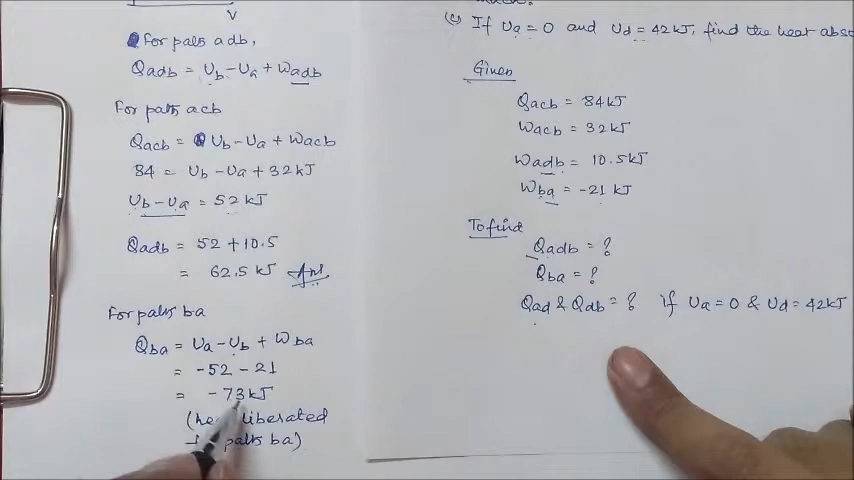 V
For path adb,
Qadb = Ub - Ua + Wadb
For path acb
Qacb = Ub - Ua + Wacb
84 = Ub - Ua + 32 kJ
Ub - Ua = 52 kJ
Qadb = 52 + 10.5
= 62.5 kJ Ans
For path ba
Qba = Ua - Ub + Wba
= -52 - 21
= -73 kJ
liberated
path ba)
(c) If Ua = 0 and Ud = 42 kJ, find the heat abso
Given
Qacb = 84 kJ
Wacb = 32 kJ
Wadb = 10.5 kJ
Wba = -21 kJ
To find
Qadb = ?
Qba = ?
Qad & Qdb = ? if Ua = 0 & Ud = 42 kJ